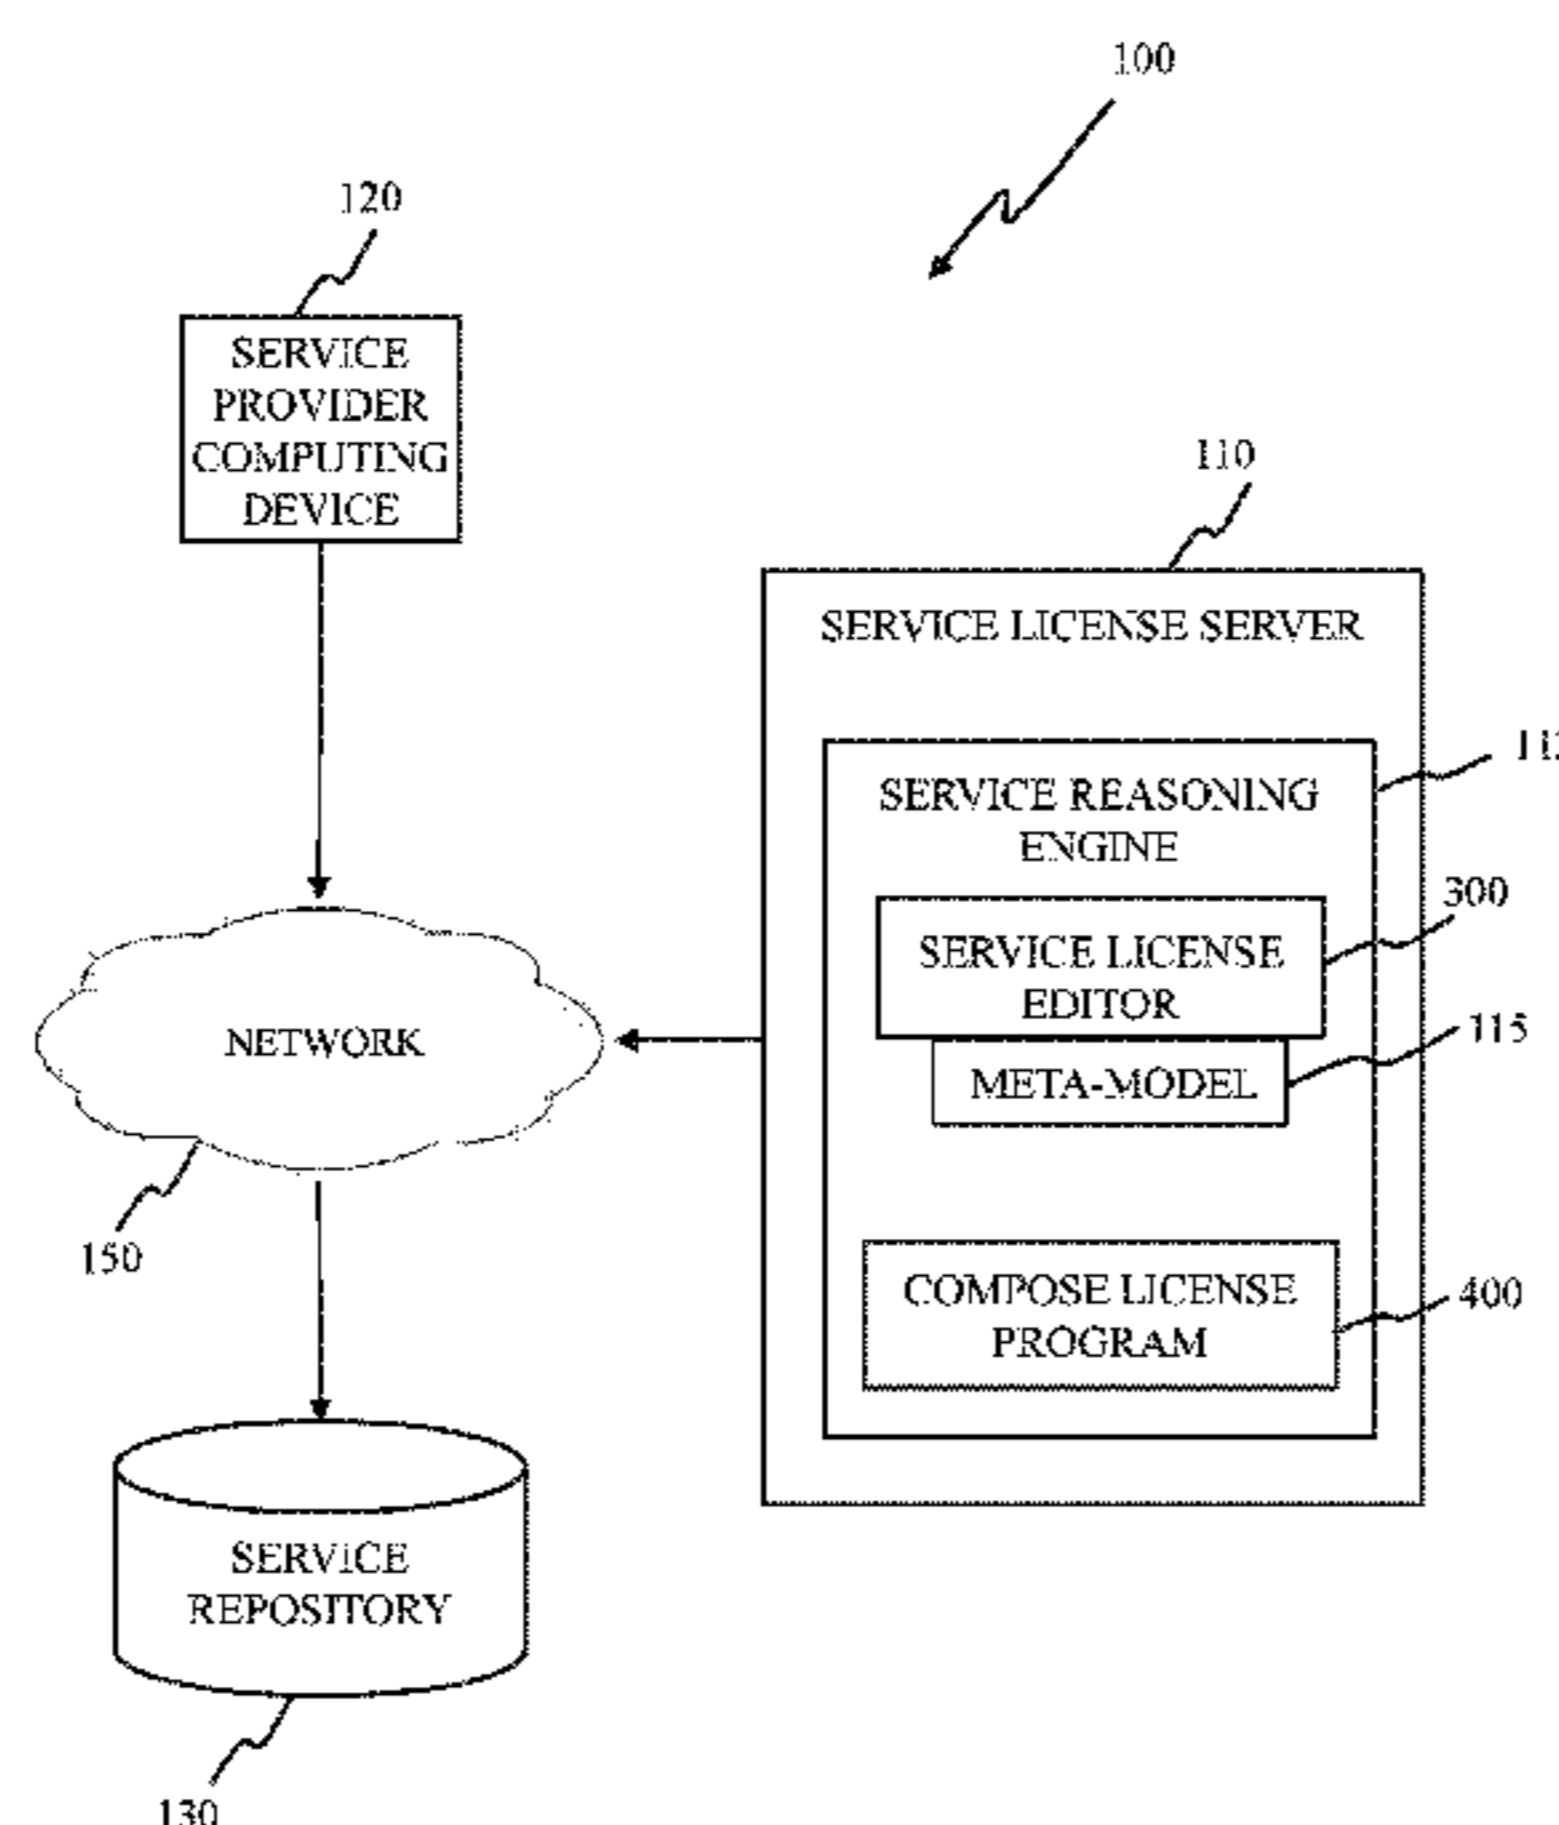 100
120
SERVICE
PROVIDER
COMPUTING
DEVICE
110
SERVICE LICENSE SERVER
SERVICE REASONING
ENGINE
300
SERVICE LICENSE
EDITOR
115
META-MODEL
NETWORK
150
COMPOSE LICENSE
PROGRAM
400
SERVICE
REPOSITORY
130